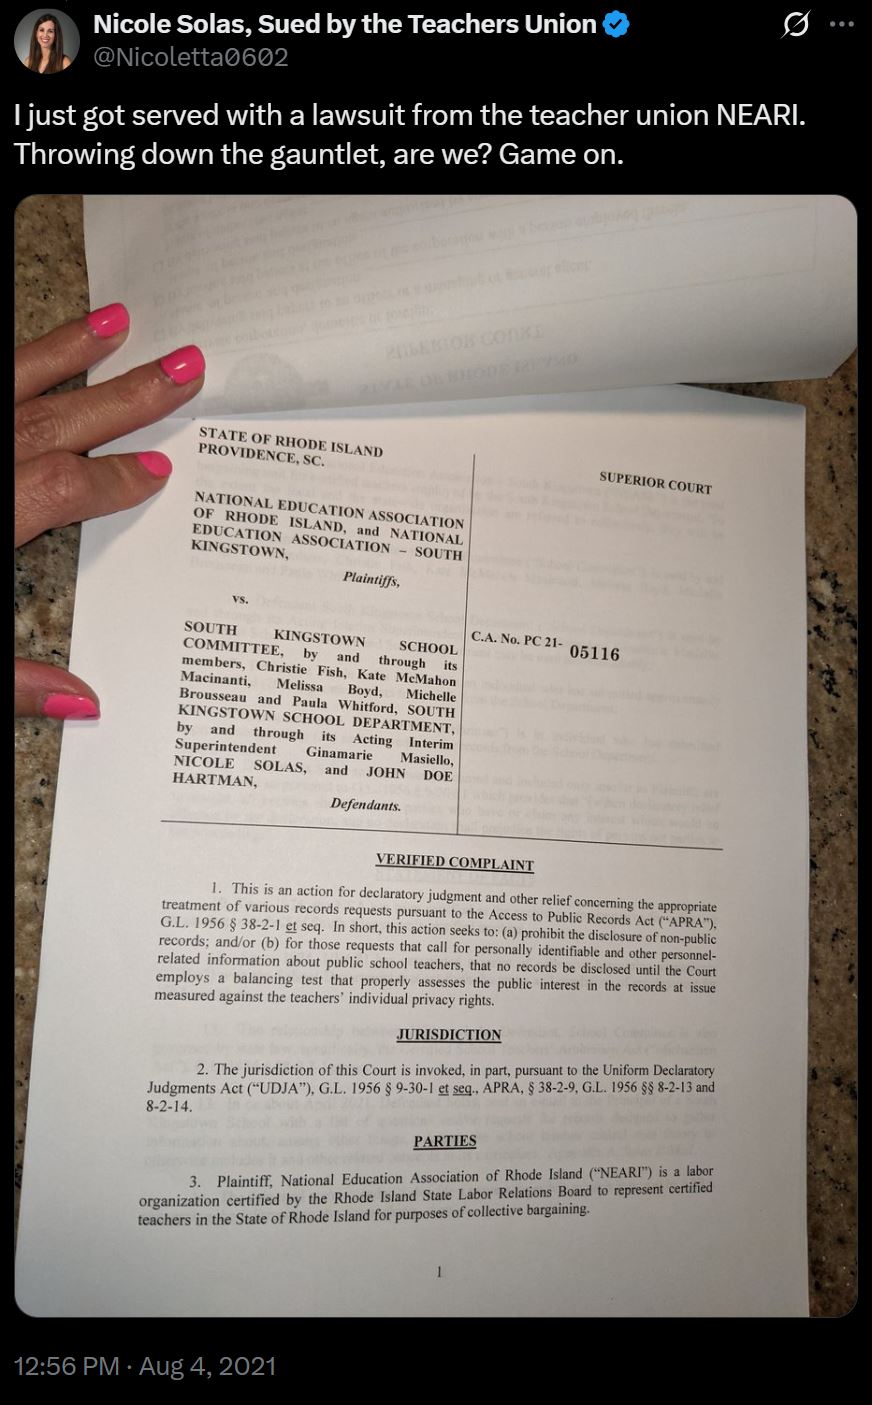 Nicole Solas, Sued by the Teachers Union
@Nicoletta0602
I just got served with a lawsuit from the teacher union NEARI.
Throwing down the gauntlet, are we? Game on.
SUPERIOR COURT
STATE OF RHODE ISLAND
STATE OF RHODE ISLAND
PROVIDENCE, SC.
SUPERIOR COURT
NATIONAL EDUCATION ASSOCIATION
OF RHODE ISLAND, and NATIONAL
EDUCATION ASSOCIATION – SOUTH
KINGSTOWN,
Plaintiffs,
vs.
C.A. No. PC 21- 05116
SOUTH KINGSTOWN SCHOOL
COMMITTEE, by and through its
members, Christie Fish, Kate McMahon
Macinanti, Melissa Boyd, Michelle
Brousseau and Paula Whitford, SOUTH
KINGSTOWN SCHOOL DEPARTMENT,
by and through its Acting Interim
Superintendent Ginamarie Masiello,
NICOLE SOLAS, and JOHN DOE
HARTMAN,
Defendants.
VERIFIED COMPLAINT
1. This is an action for declaratory judgment and other relief concerning the appropriate
treatment of various records requests pursuant to the Access to Public Records Act (“APRA”),
G.L. 1956 § 38-2-1 et seq. In short, this action seeks to: (a) prohibit the disclosure of non-public
records; and/or (b) for those requests that call for personally identifiable and other personnel-
related information about public school teachers, that no records be disclosed until the Court
employs a balancing test that properly assesses the public interest in the records at issue
measured against the teachers’ individual privacy rights.
JURISDICTION
2. The jurisdiction of this Court is invoked, in part, pursuant to the Uniform Declaratory
Judgments Act (“UDJA”), G.L. 1956 § 9-30-1 et seq., APRA, § 38-2-9, G.L. 1956 §§ 8-2-13 and
8-2-14.
PARTIES
3. Plaintiff, National Education Association of Rhode Island (“NEARI”) is a labor
organization certified by the Rhode Island State Labor Relations Board to represent certified
teachers in the State of Rhode Island for purposes of collective bargaining.
1
12:56 PM · Aug 4, 2021